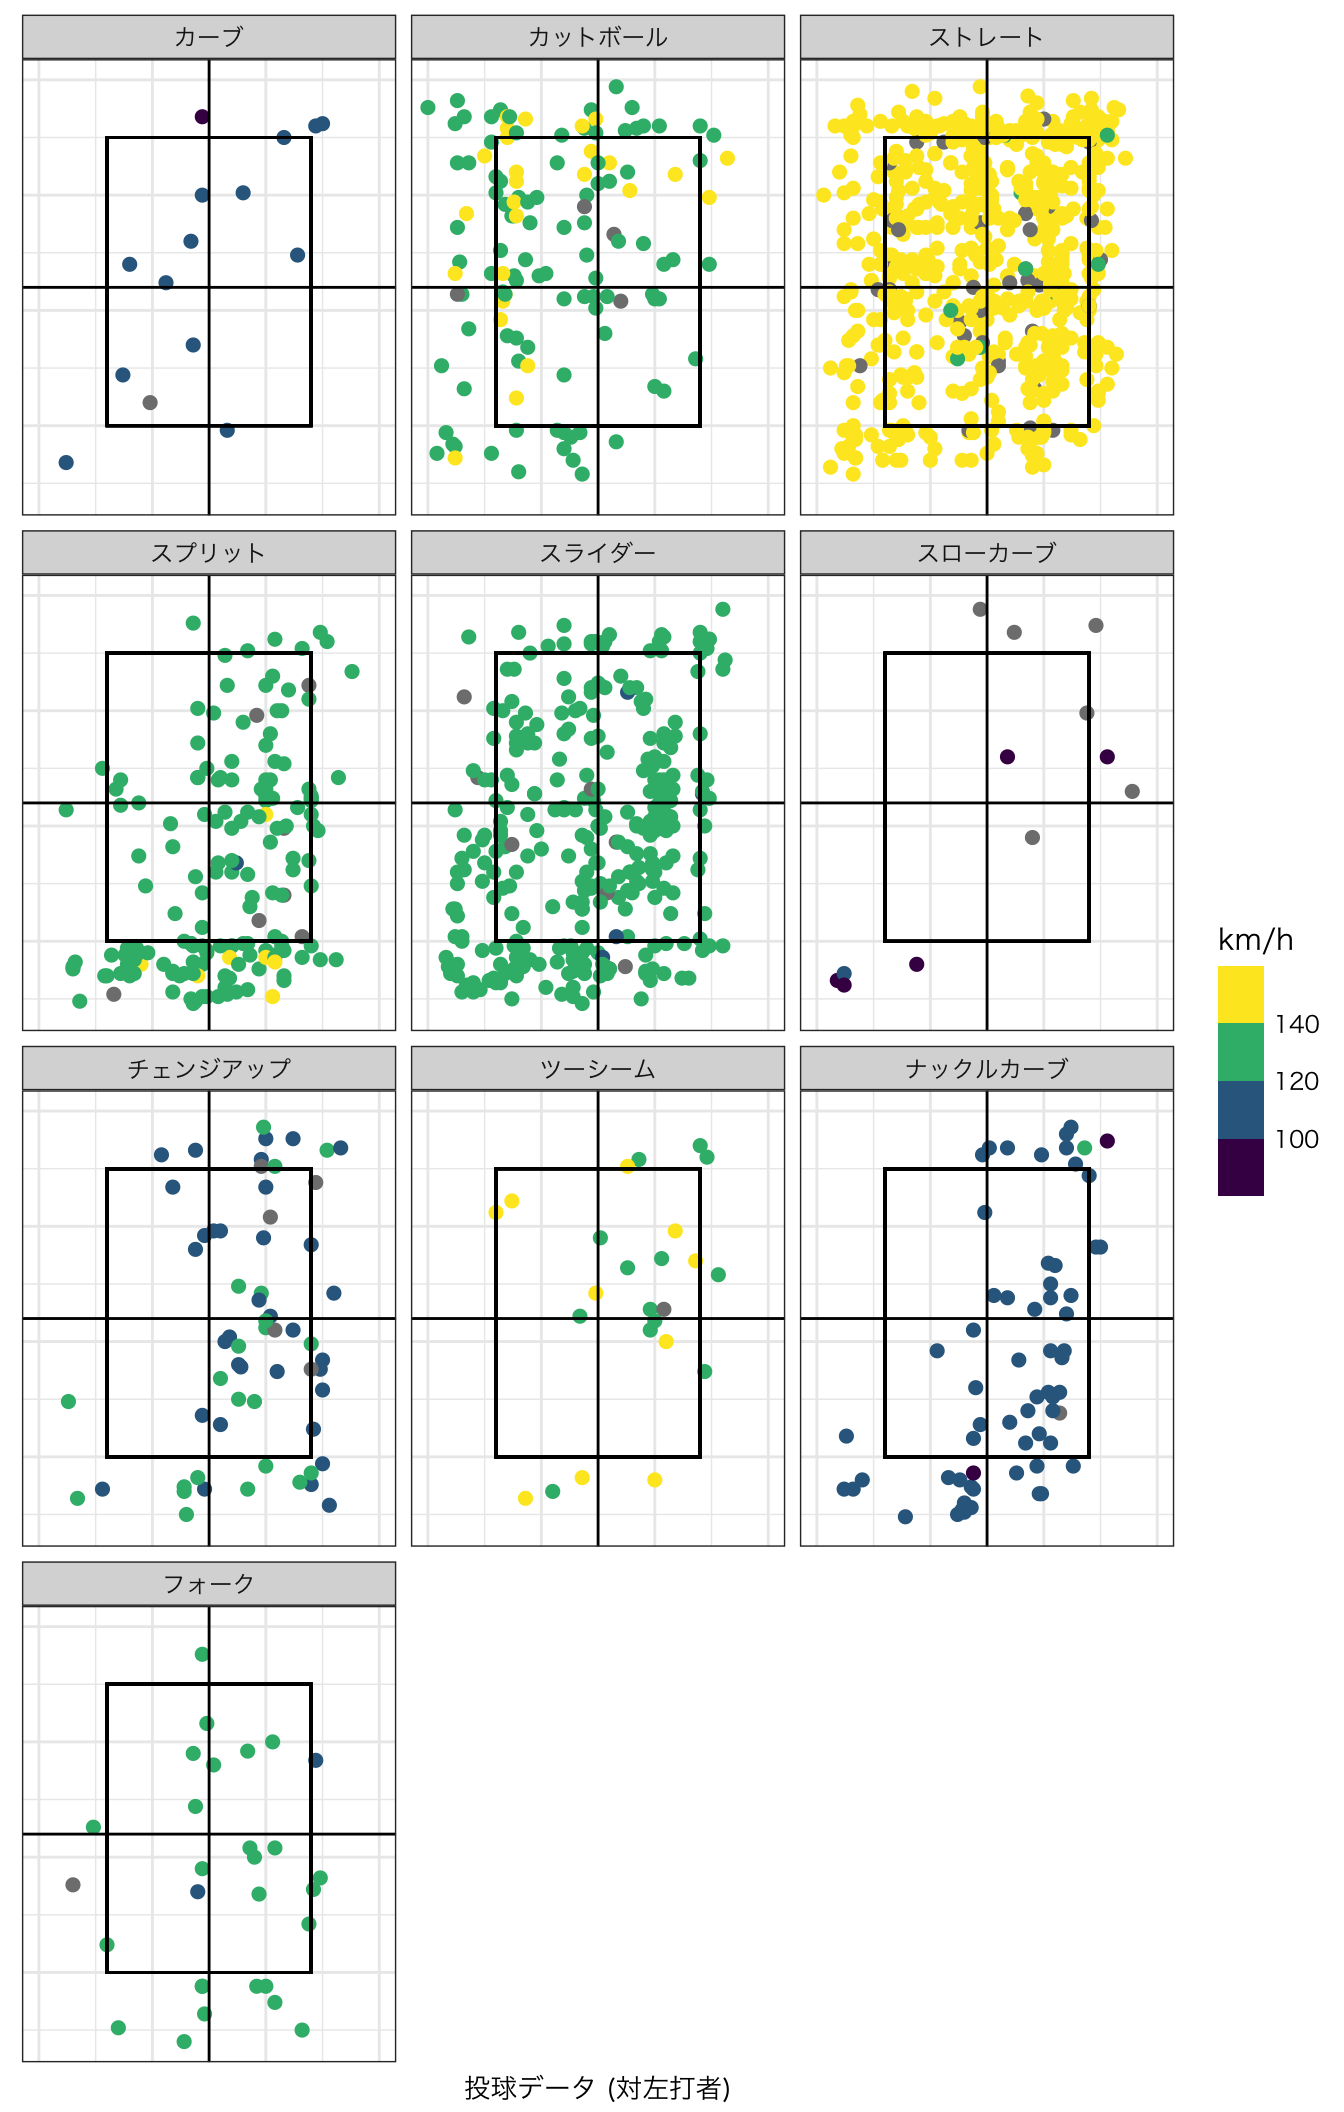 カーブ
カットボール
ストレート
スプリット
スライダー
スローカーブ
km/h
140
120
100
チェンジアップ
ツーシーム
ナックルカーブ
フォーク
投球データ (対左打者)